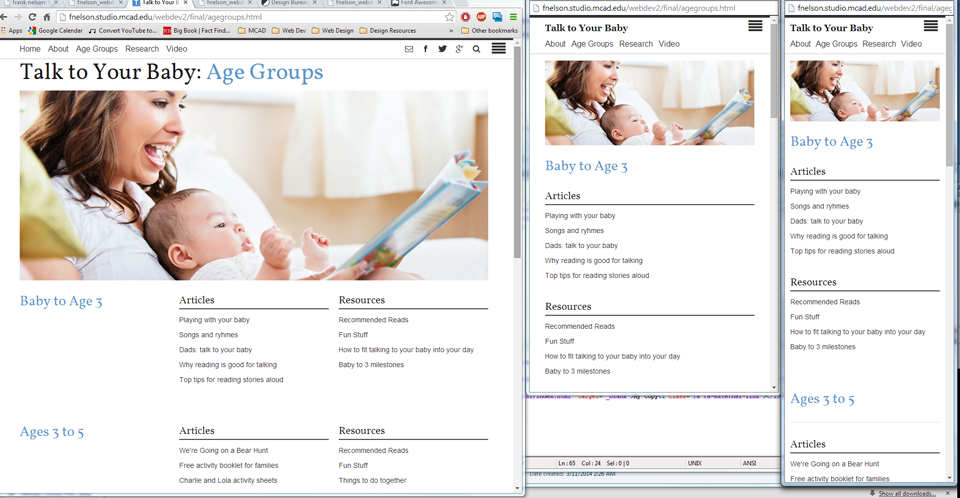 frank nelson:
fnelson_webd
Talk to Your B
fnelson_webd
Design Bureau
fnelson_webd
Font Awesome
fnelson.studio.mcad.edu/webdev2/final/agegroups.html
Apps Google Calendar Convert YouTube to... Big Book | Fact Find... MCAD Web Dev Web Design Design Resources » Other bookmarks
Home About Age Groups Research Video
Talk to Your Baby: Age Groups
Baby to Age 3
Articles
Playing with your baby
Songs and ryhmes
Dads: talk to your baby
Why reading is good for talking
Top tips for reading stories aloud
Resources
Recommended Reads
Fun Stuff
How to fit talking to your baby into your day
Baby to 3 milestones
Ages 3 to 5
Articles
We're Going on a Bear Hunt
Free activity booklet for families
Charlie and Lola activity sheets
Resources
Recommended Reads
Fun Stuff
Things to do together
fnelson.studio.mcad.edu/webdev2/final/agegroups.html
Talk to Your Baby
About Age Groups Research Video
Baby to Age 3
Articles
Playing with your baby
Songs and ryhmes
Dads: talk to your baby
Why reading is good for talking
Top tips for reading stories aloud
Resources
Recommended Reads
Fun Stuff
How to fit talking to your baby into your day
Baby to 3 milestones
Ln : 65 Col : 24 Sel : 0 | 0 UNIX ANSI
Date created: 3/11/2014 2:26 AM
fnelson.studio.mcad.edu/webdev2/final/ageg
Talk to Your Baby
About Age Groups Research Video
Baby to Age 3
Articles
Playing with your baby
Songs and ryhmes
Dads: talk to your baby
Why reading is good for talking
Top tips for reading stories aloud
Resources
Recommended Reads
Fun Stuff
How to fit talking to your baby into your day
Baby to 3 milestones
Ages 3 to 5
Articles
We're Going on a Bear Hunt
Free activity booklet for families
Show all downloads...